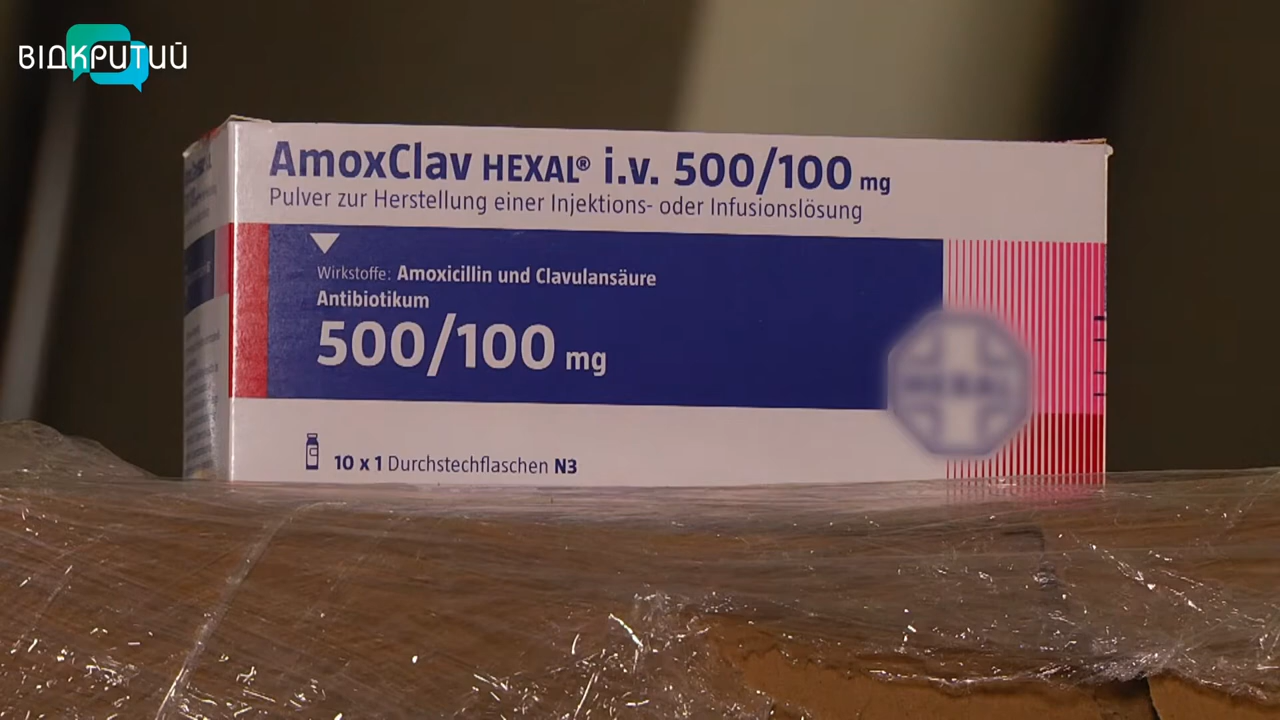 ВІДКРИТИЙ
AmoxClav HEXAL® i.v. 500/100 mg
Pulver zur Herstellung einer Injektions- oder Infusionslösung
Wirkstoffe: Amoxicillin und Clavulansäure
Antibiotikum
500/100 mg
HEXAL
10 x 1 Durchstechflaschen N3